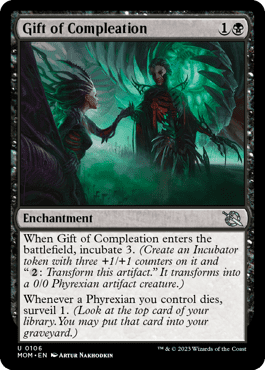 Gift of Compleation 1
Enchantment
When Gift of Compleation enters the
battlefield, incubate 3. (Create an Incubator
token with three +1/+1 counters on it and
“2: Transform this artifact.” It transforms into
a 0/0 Phyrexian artifact creature.)
Whenever a Phyrexian you control dies,
surveil 1. (Look at the top card of your
library. You may put that card into your
graveyard.)
U 0106
MOM • EN ARTUR NAKHODKIN
™ & © 2023 Wizards of the Coast